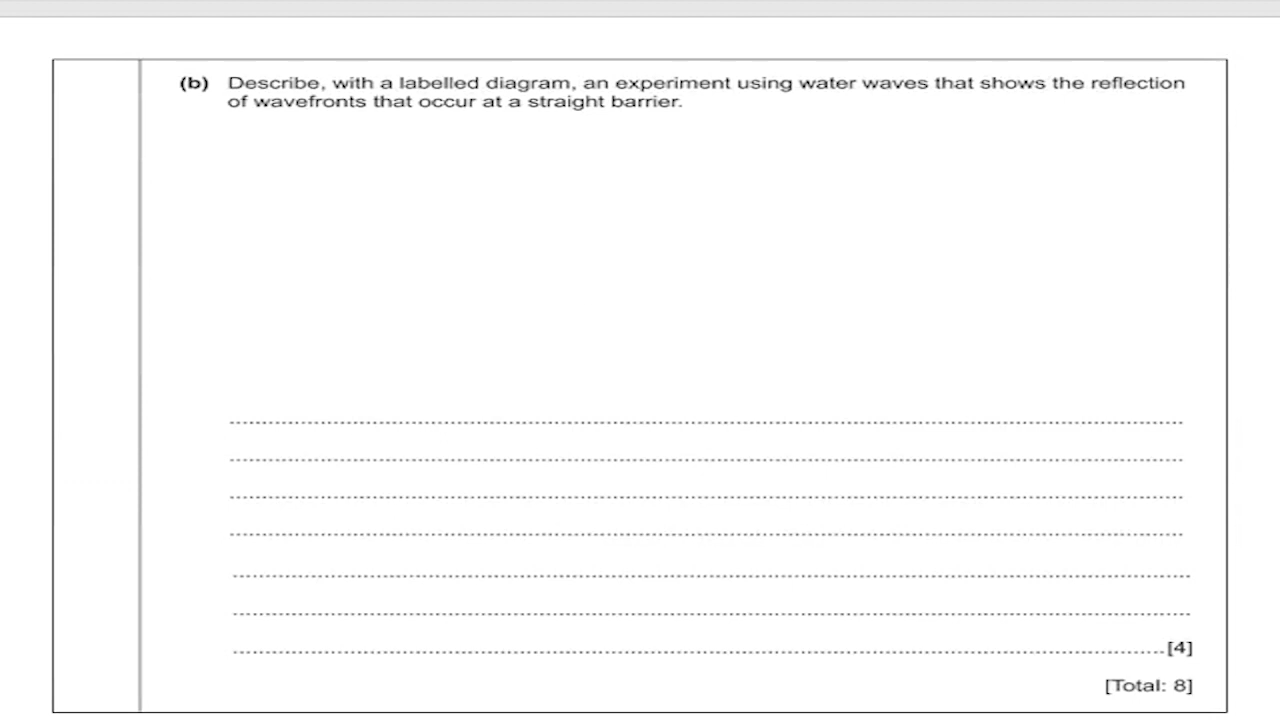 (b) Describe, with a labelled diagram, an experiment using water waves that shows the reflection
of wavefronts that occur at a straight barrier.
[4]
[Total: 8]